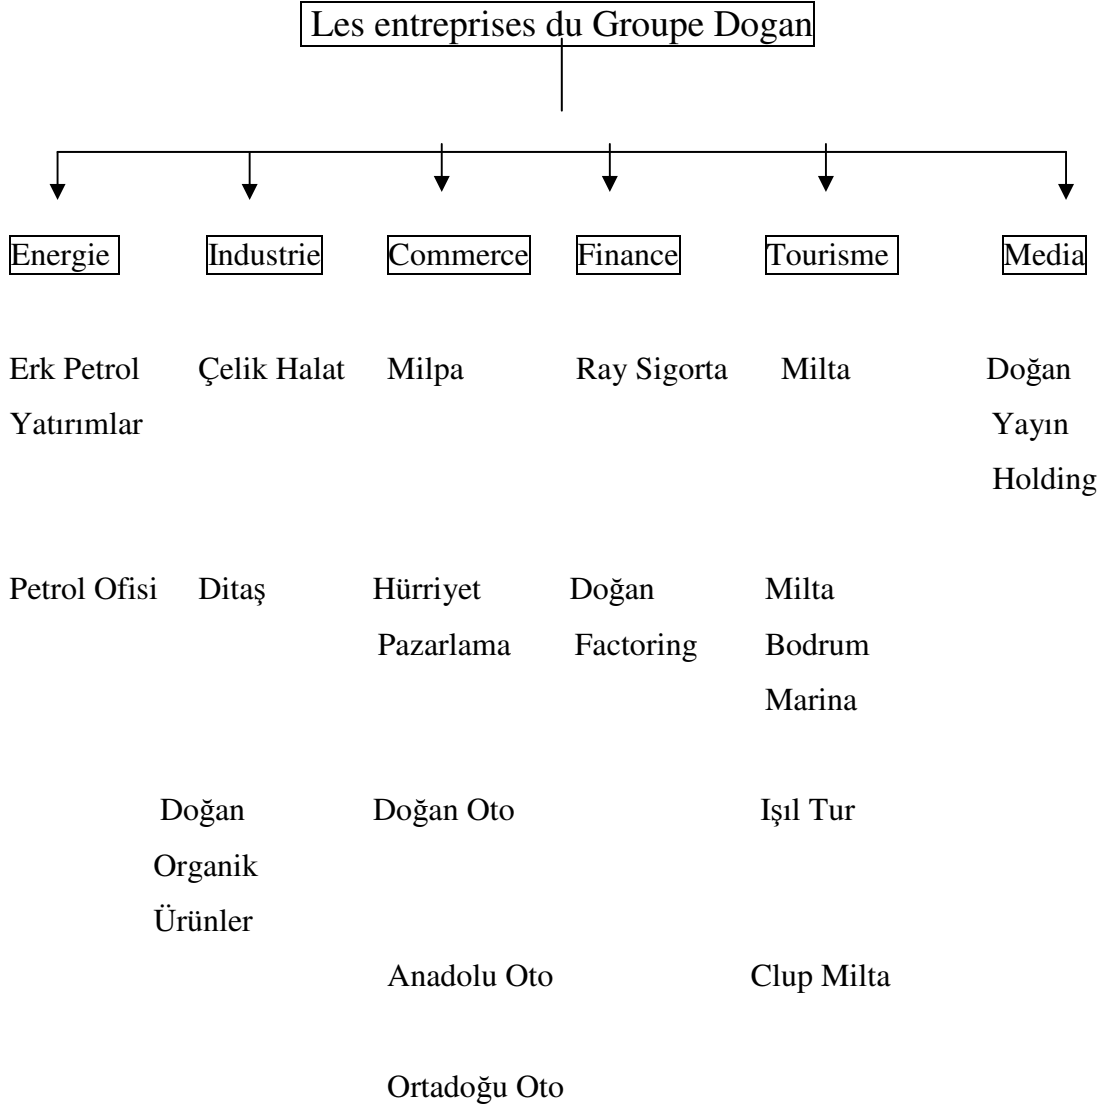 Les entreprises du Groupe Dogan
Energie Industrie Commerce Finance Tourisme Media
Erk Petrol Çelik Halat Milpa Ray Sigorta Milta Doğan
Yatırımlar Yayın
Holding
Petrol Ofisi Ditaş Hürriyet Doğan Milta
Pazarlama Factoring Bodrum
Marina
Doğan Doğan Oto Işıl Tur
Organik
Ürünler
Anadolu Oto Clup Milta
Ortadoğu Oto